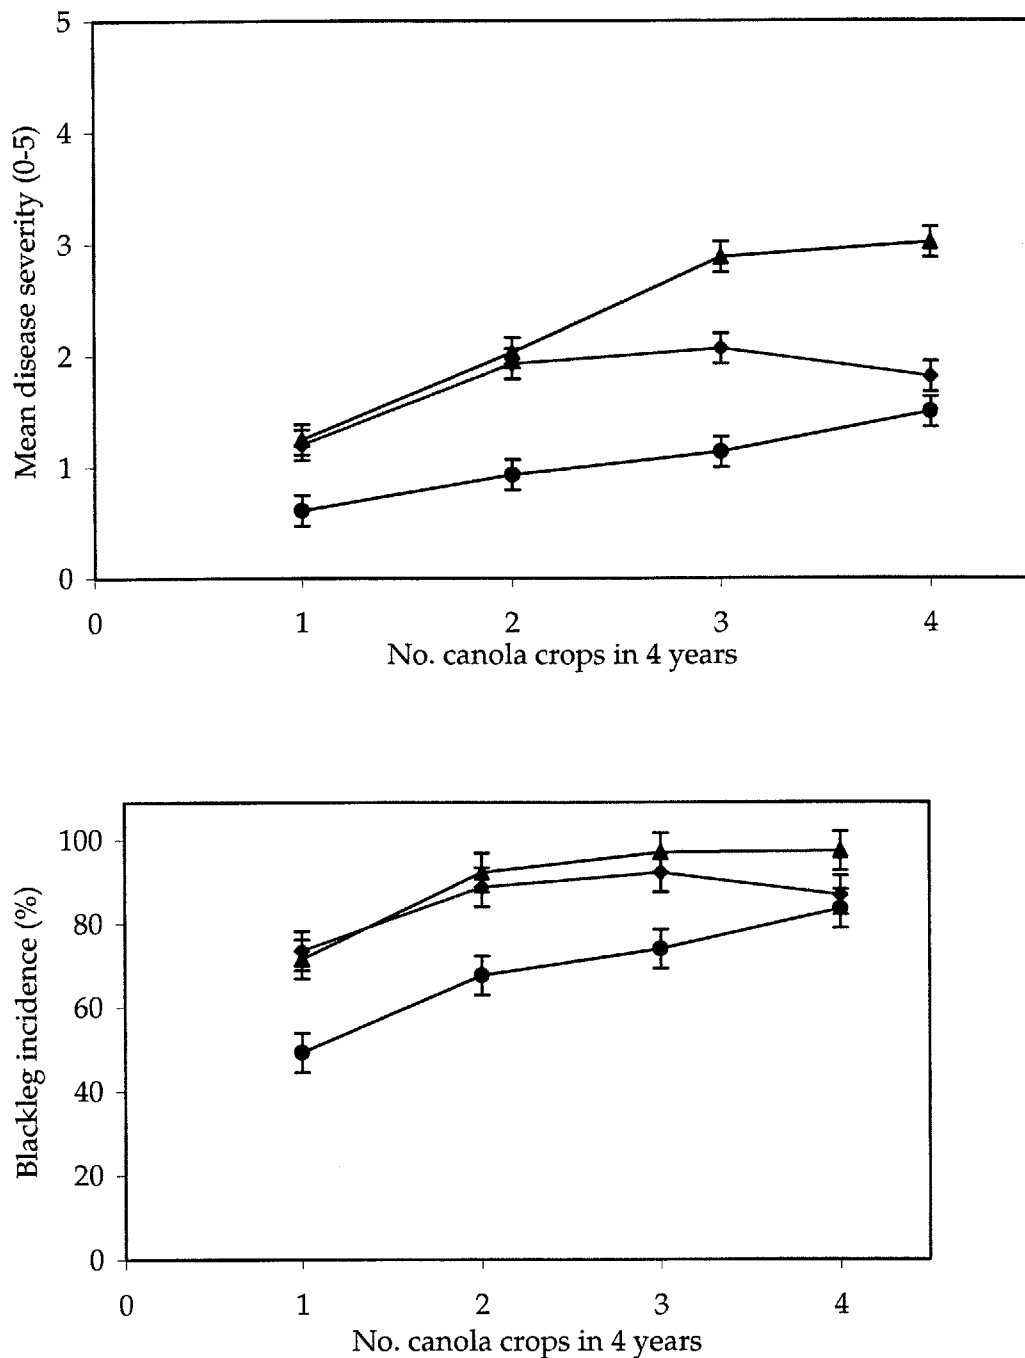 5
4
3
2
1
0
Mean disease severity (0-5)
0 1 2 3 4
No. canola crops in 4 years
100
80
60
40
20
0
Blackleg incidence (%)
0 1 2 3 4
No. canola crops in 4 years